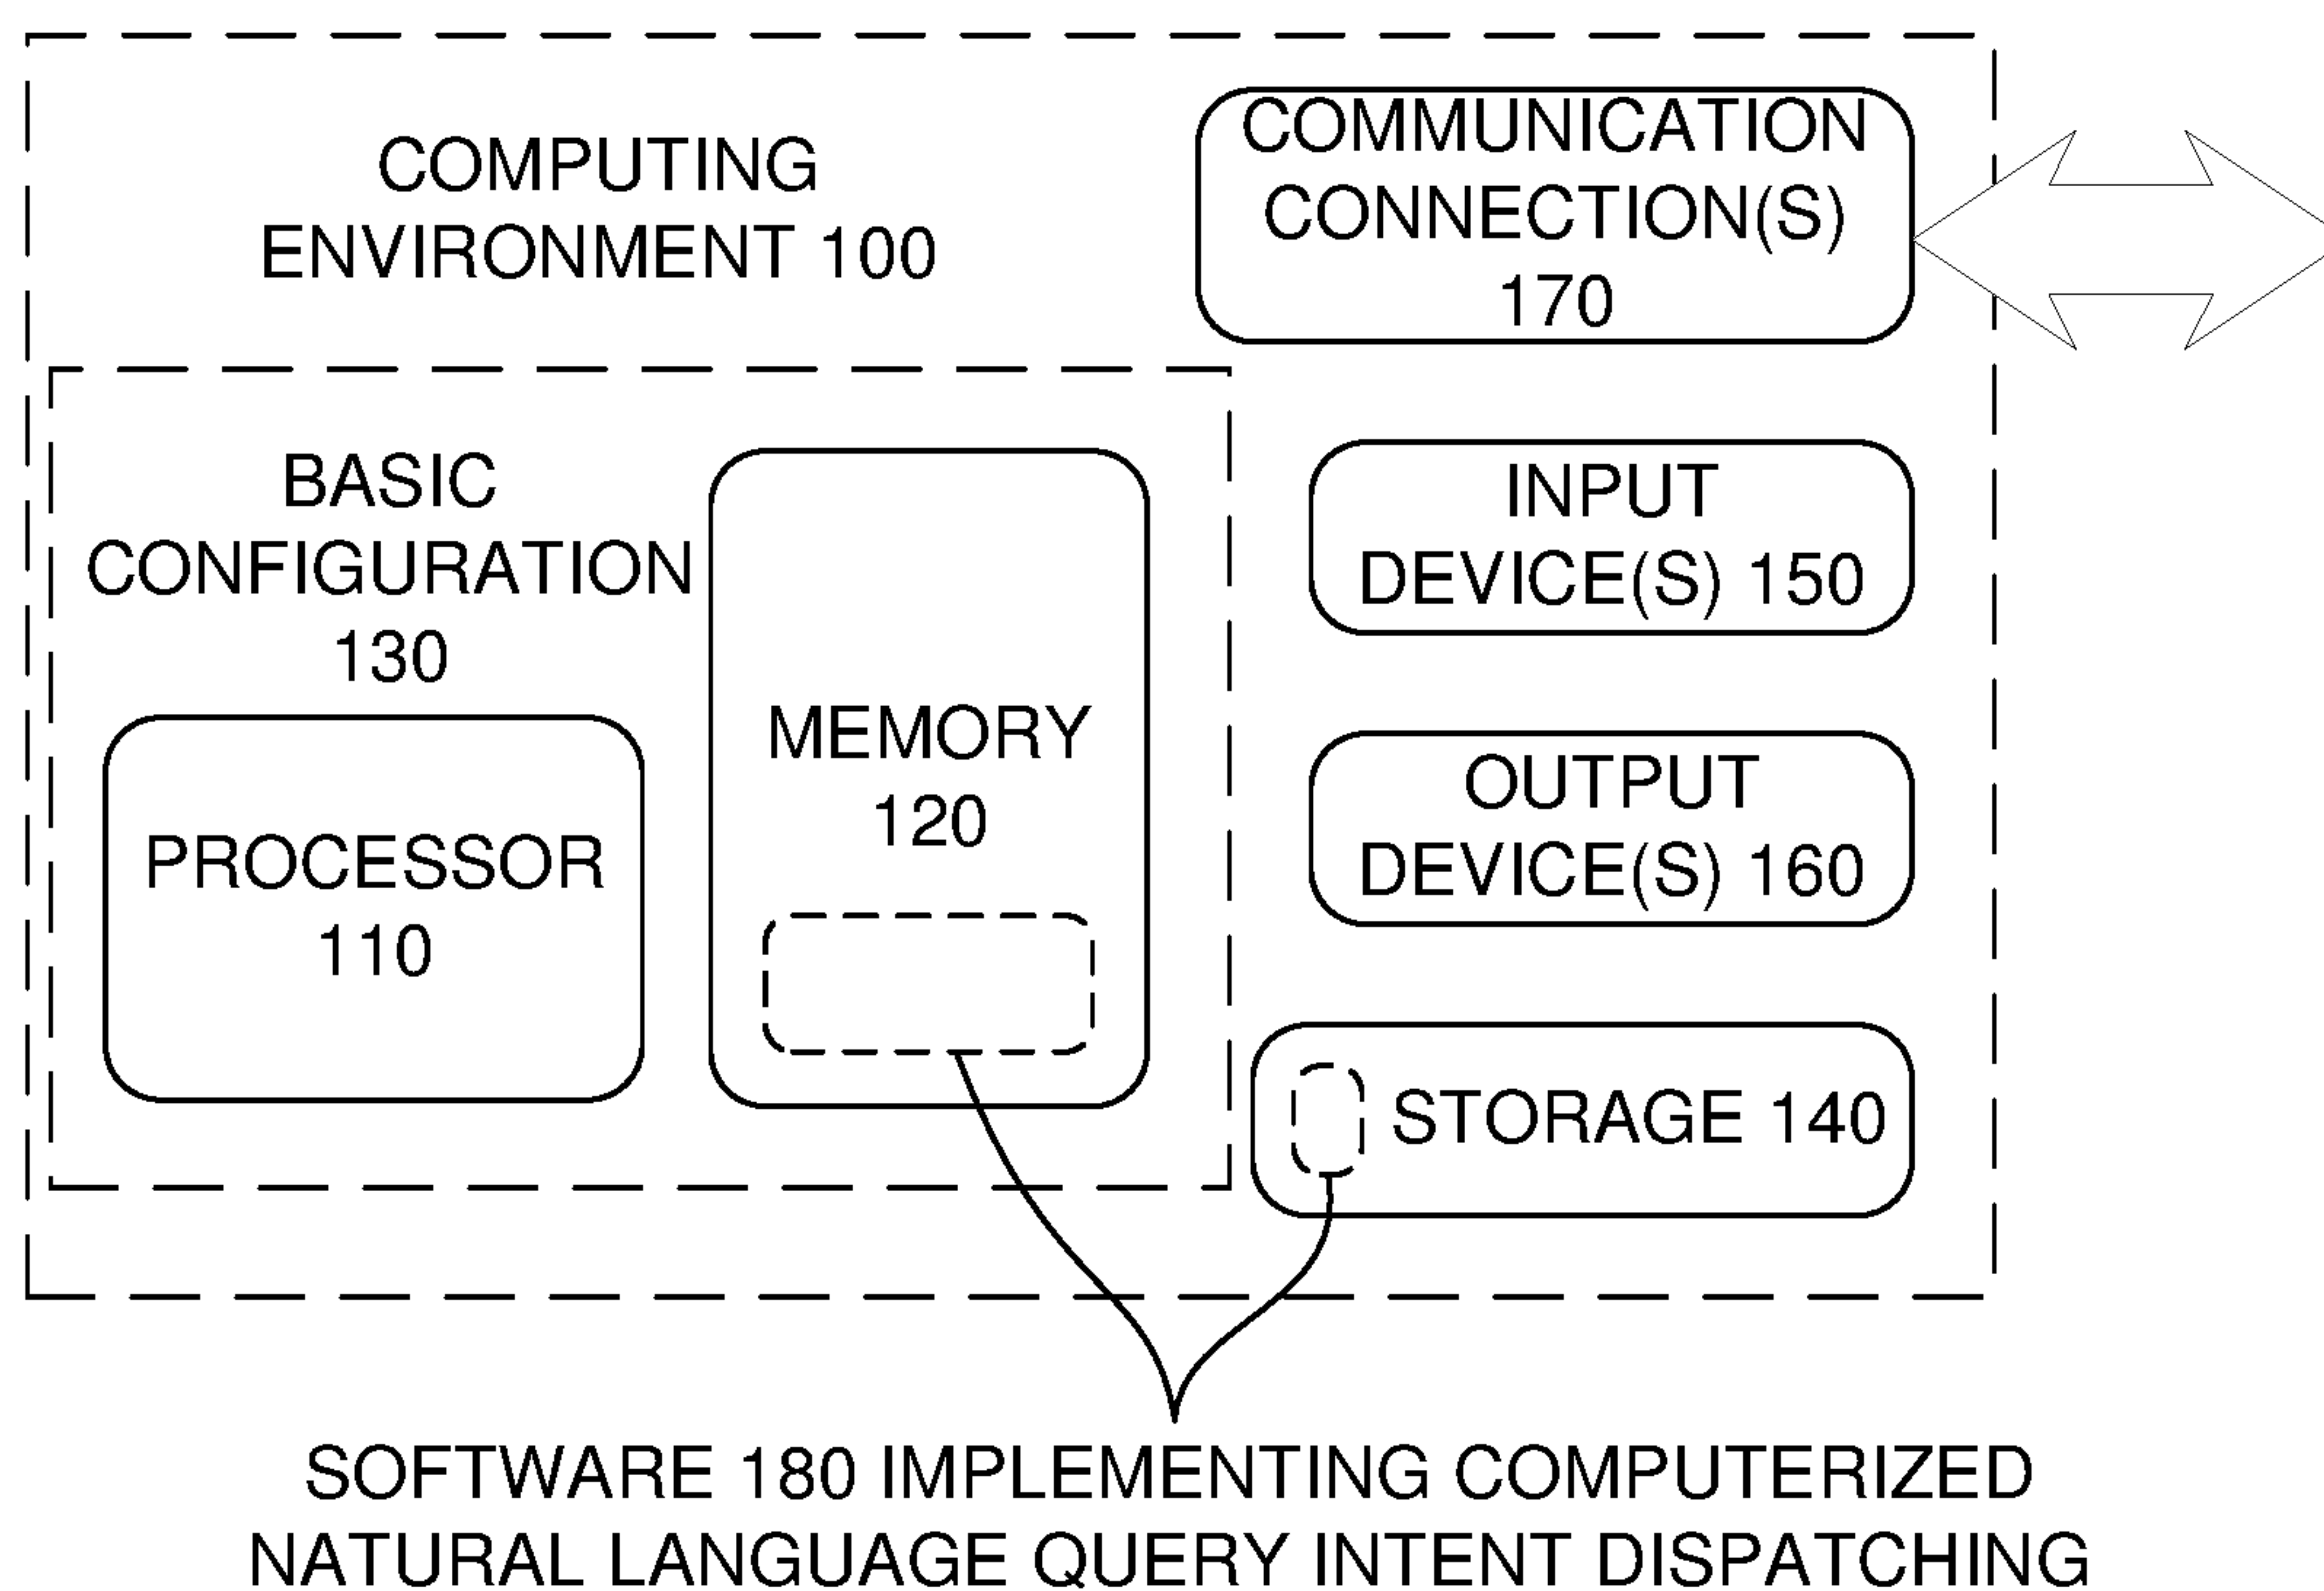 COMPUTING
ENVIRONMENT 100
COMMUNICATION
CONNECTION(S)
170
BASIC
CONFIGURATION
130
PROCESSOR
110
MEMORY
120
INPUT
DEVICE(S) 150
OUTPUT
DEVICE(S) 160
STORAGE 140
SOFTWARE 180 IMPLEMENTING COMPUTERIZED
NATURAL LANGUAGE QUERY INTENT DISPATCHING